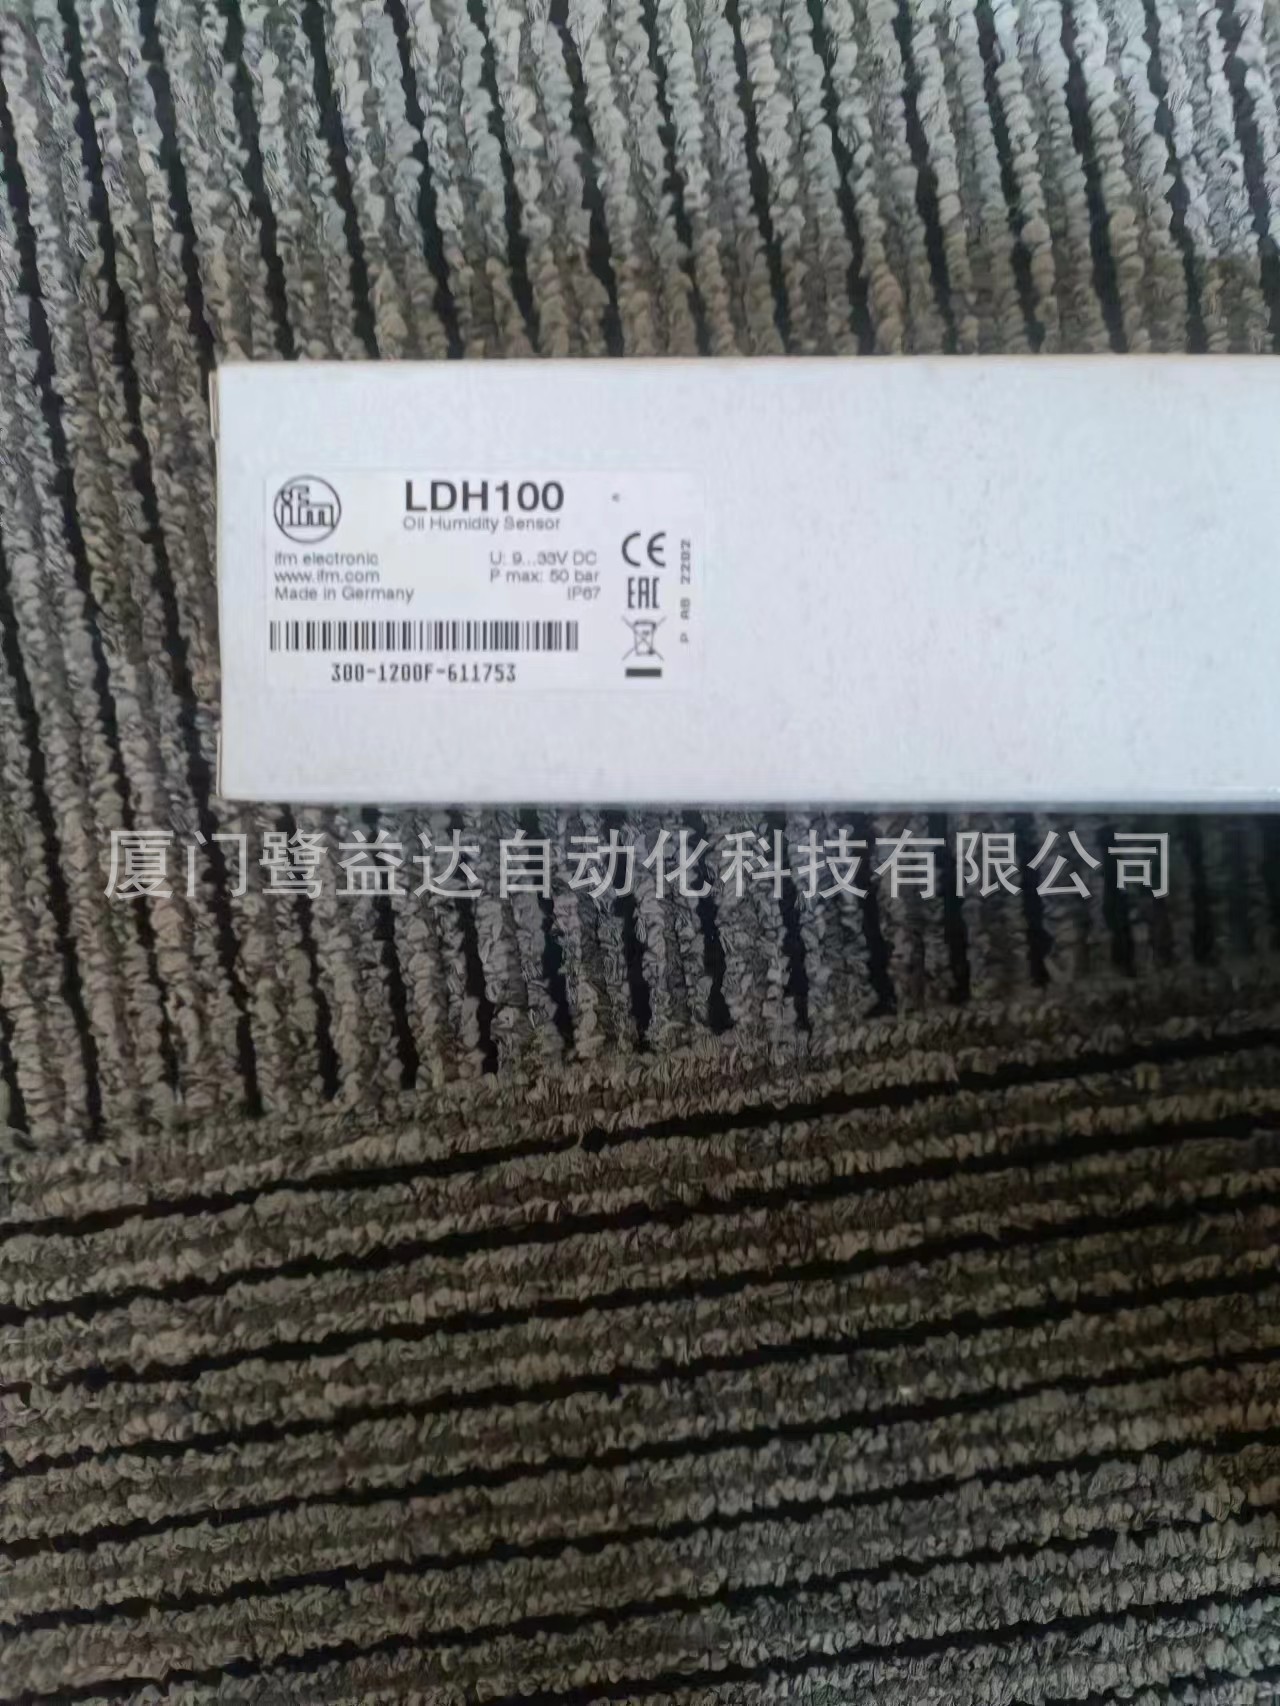 ifm
LDH100
Oil Humidity Sensor
ifm electronic
www.ifm.com
Made in Germany
U: 9...33V DC
P max: 50 bar
IP67
CE
EAC
P AB 2202
300-1200F-611753
厦门鹭益达自动化科技有限公司